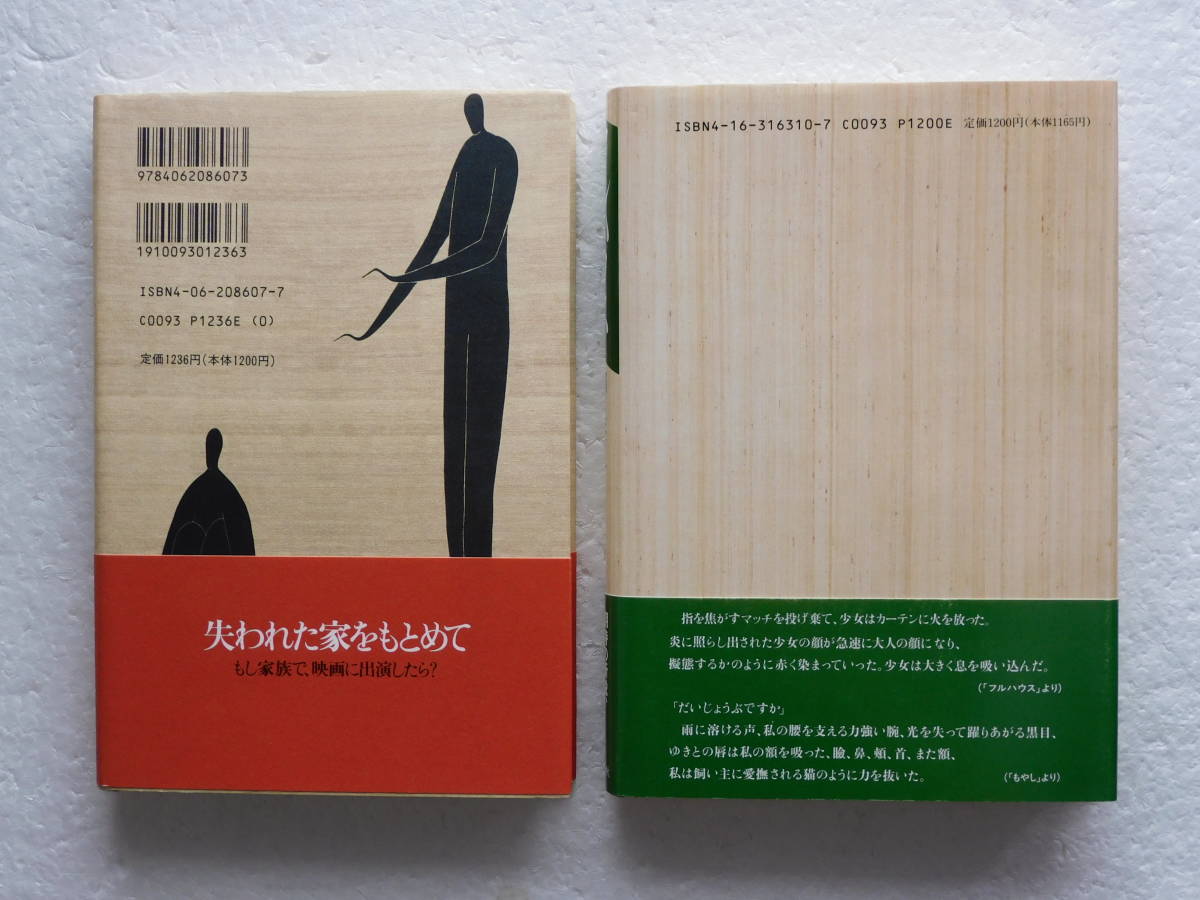 9784062086073
1910093012363
ISBN4-06-208607-7
C0093 P1236E (0)
定価1236円(本体1200円)
失われた家をもとめて
もし家族で、映画に出演したら?
ISBN4-16-316310-7 C0093 P1200E 定価1200円(本体1165円)
指を焦がすマッチを投げ棄て、少女はカーテンに火を放った。
炎に照らし出された少女の顔が急速に大人の顔になり、
擬態するかのように赤く染まっていった。少女は大きく息を吸い込んだ。
(「フルハウス」より)
「だいじょうぶですか」
雨に溶ける声、私の腰を支える力強い腕、光を失って躍りあがる黒目、
ゆきとの唇は私の額を吸った、瞼、鼻、頬、首、また額、
私は飼い主に愛撫される猫のように力を抜いた。
(「もやし」より)